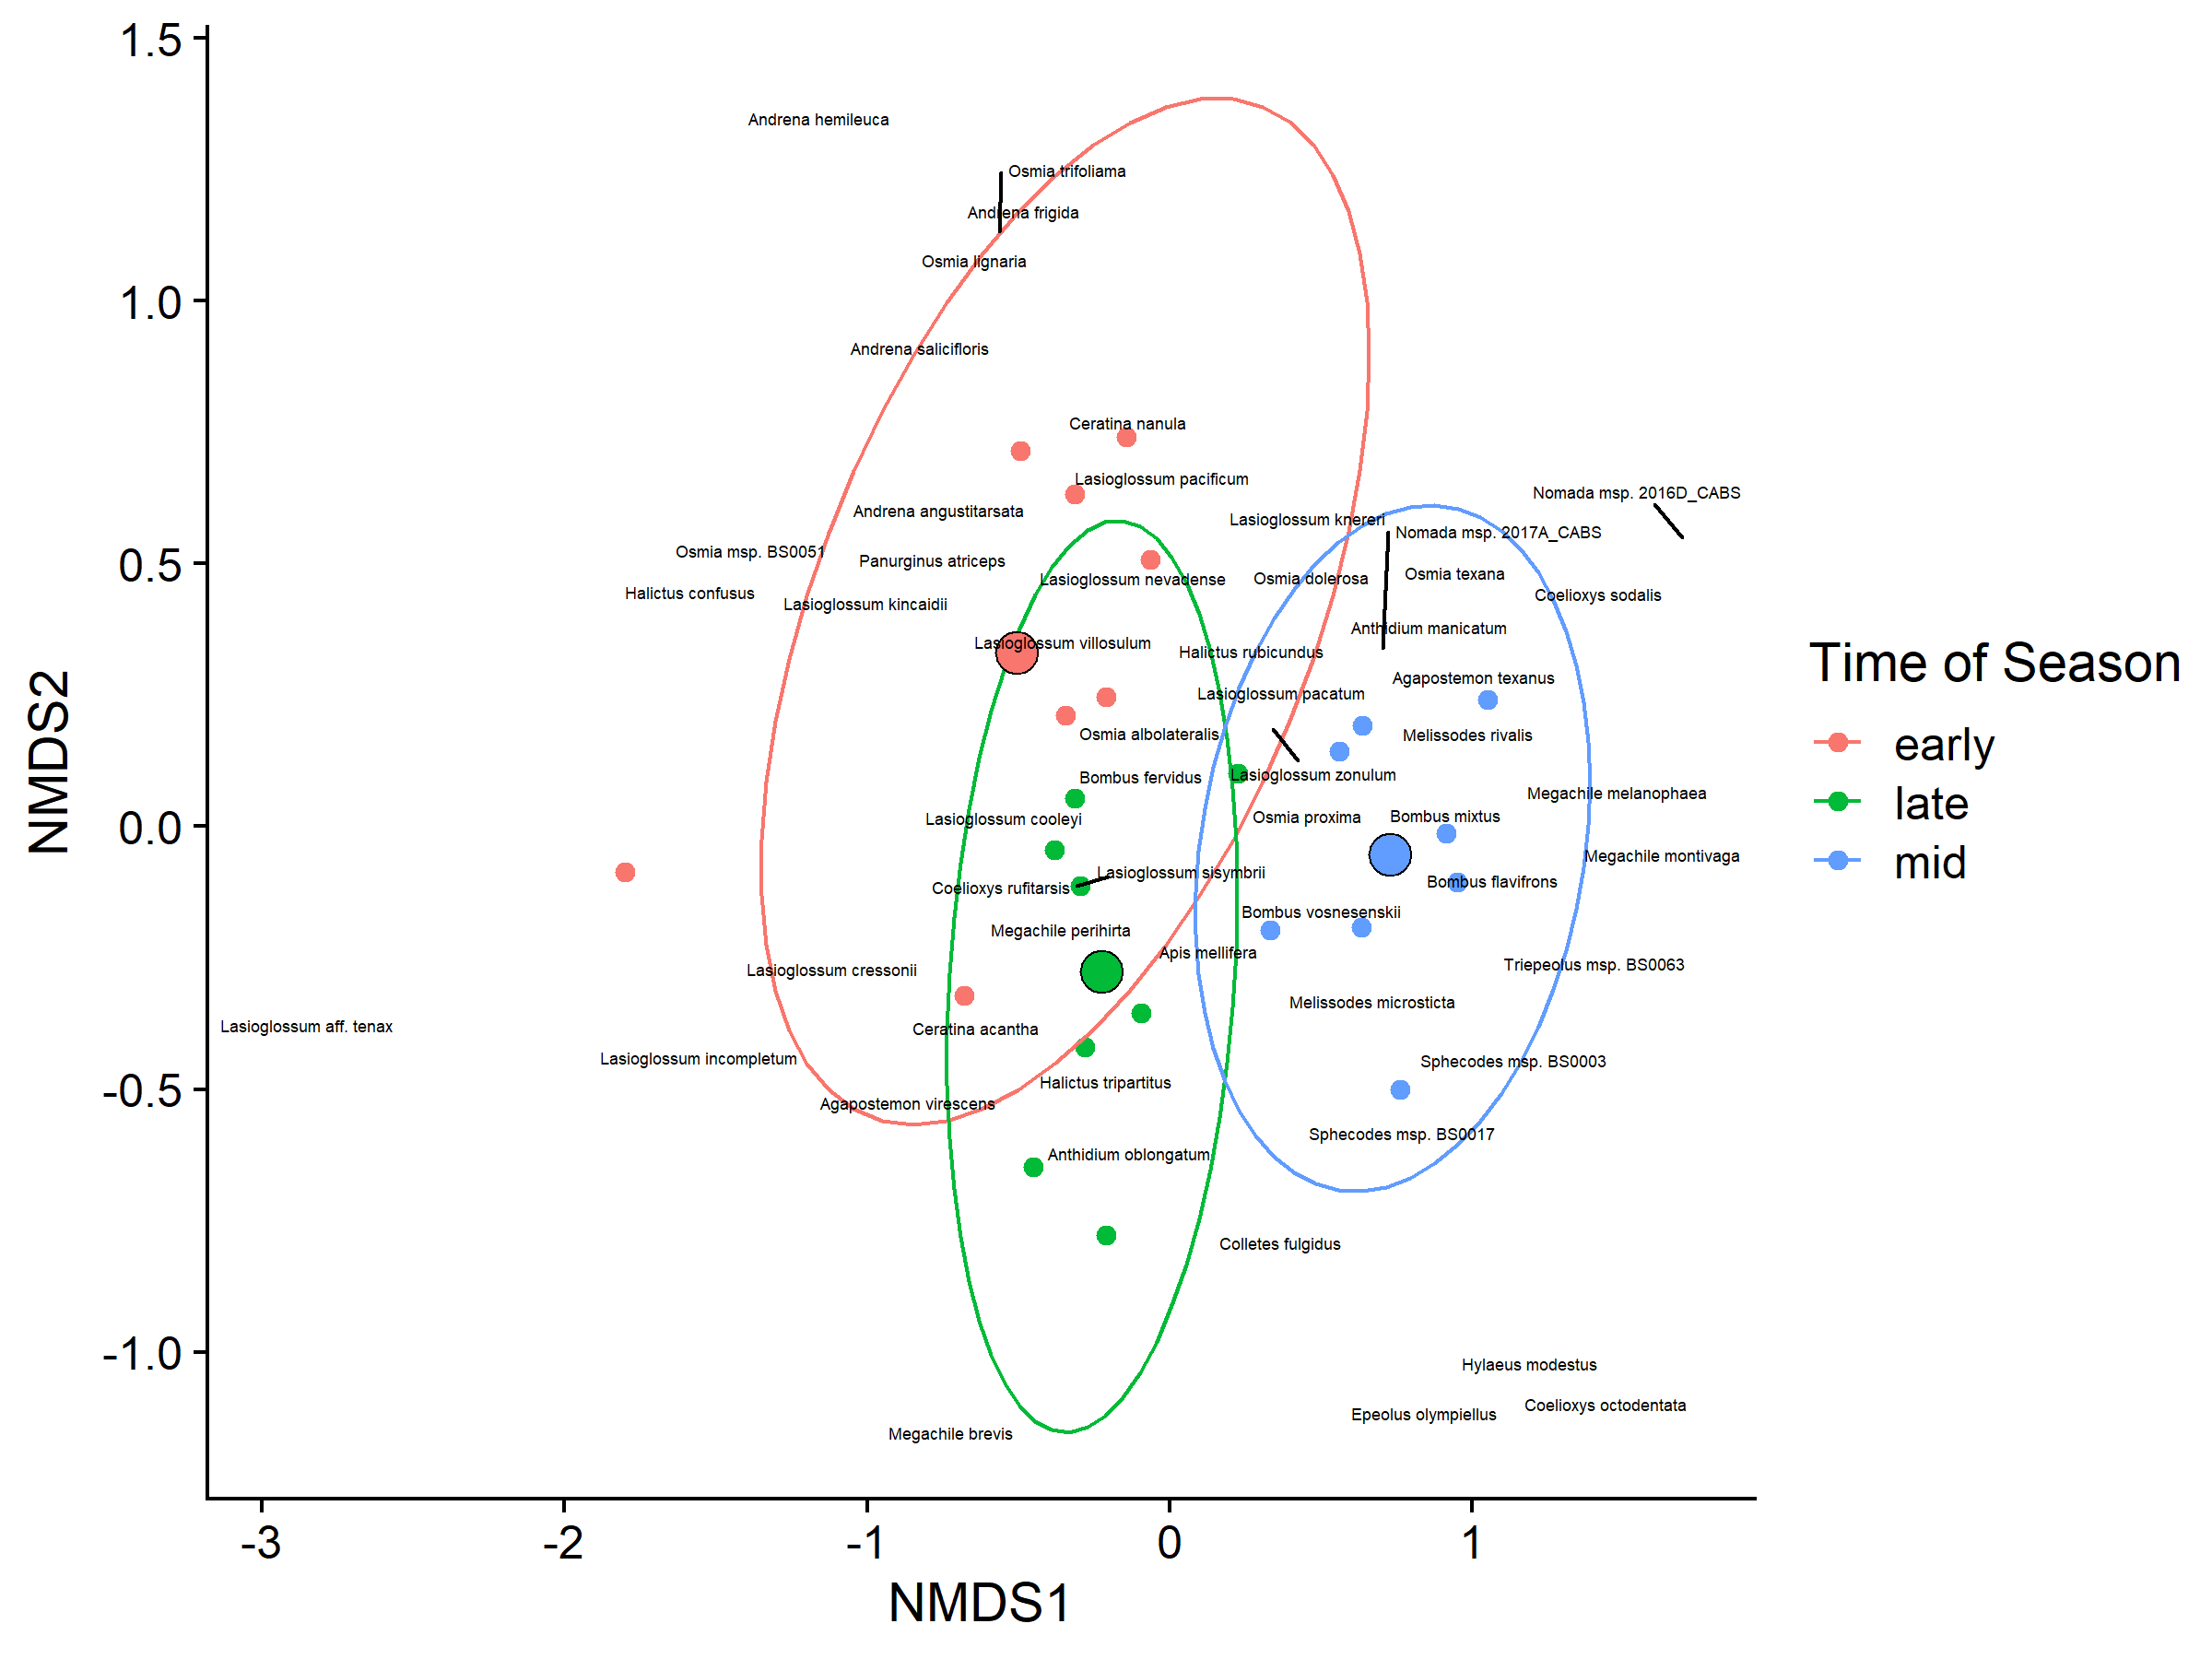 1.5
1.0
0.5
0.0
-0.5
-1.0
NMDS2
Andrena hemileuca
Osmia trifoliama
Andrena frigida
Osmia lignaria
Andrena salicifloris
Ceratina nanula
Lasioglossum pacificum
Nomada msp. 2016D_CABS
Andrena angustitarsata
Lasioglossum knereri
Nomada msp. 2017A_CABS
Osmia msp. BS0051
Panurginus atriceps
Lasioglossum nevadense
Osmia dolerosa
Osmia texana
Halictus confusus
Lasioglossum kincaidii
Coelioxys sodalis
Anthidium manicatum
Lasioglossum villosulum
Halictus rubicundus
Agapostemon texanus
Lasioglossum pacatum
Osmia albolateralis
Melissodes rivalis
Bombus fervidus
Lasioglossum zonulum
Megachile melanophaea
Lasioglossum cooleyi
Osmia proxima
Bombus mixtus
Megachile montivaga
Lasioglossum sisymbrii
Coelioxys rufitarsis
Bombus flavifrons
Bombus vosnesenskii
Megachile perihirta
Apis mellifera
Lasioglossum cressonii
Triepeolus msp. BS0063
Melissodes microsticta
Lasioglossum aff. tenax
Ceratina acantha
Lasioglossum incompletum
Sphecodes msp. BS0003
Halictus tripartitus
Agapostemon virescens
Sphecodes msp. BS0017
Anthidium oblongatum
Colletes fulgidus
Hylaeus modestus
Coelioxys octodentata
Epeolus olympiellus
Megachile brevis
-3
-2
-1
0
1
NMDS1
Time of Season
early
late
mid